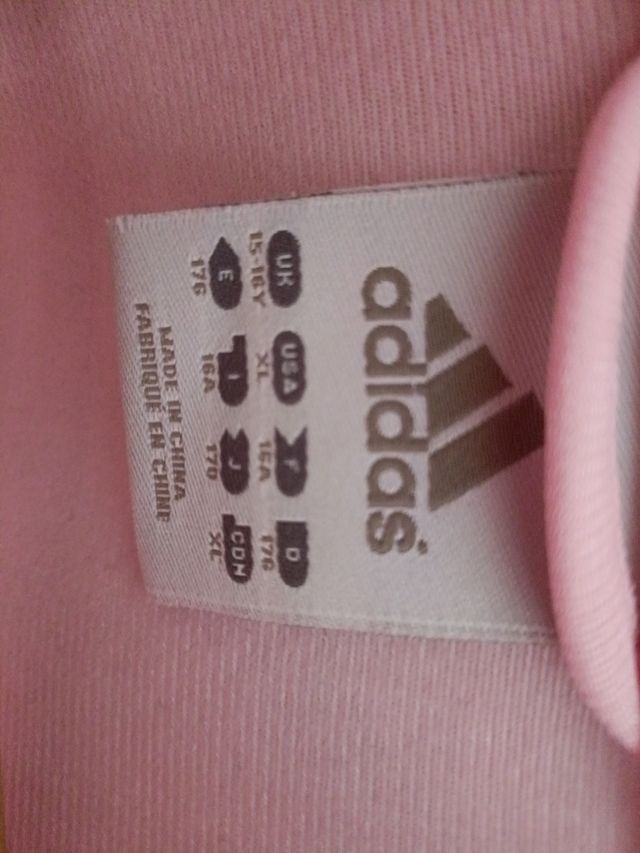 adidas
UK USA F D
15-16Y XL 16A 176
E I J CDN
176 16A 170 XL
MADE IN CHINA
FABRIQUÉ EN CHINE